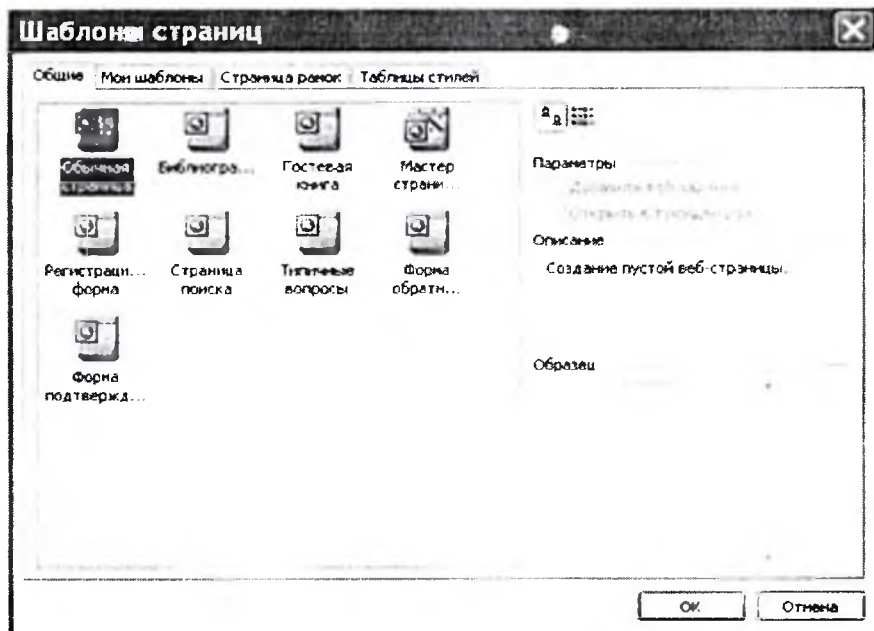 Шаблоны страниц
Общие Мои шаблоны Страница рамок Таблицы стилей
Обычная страница
Библиогра...
Гостевая книга
Мастер страни...
Регистраци... форма
Страница поиска
Типичные вопросы
Форма обратн...
Форма подтвержд...
Параметры
Описание
Создание пустой веб-страницы.
Образец
ОК Отмена